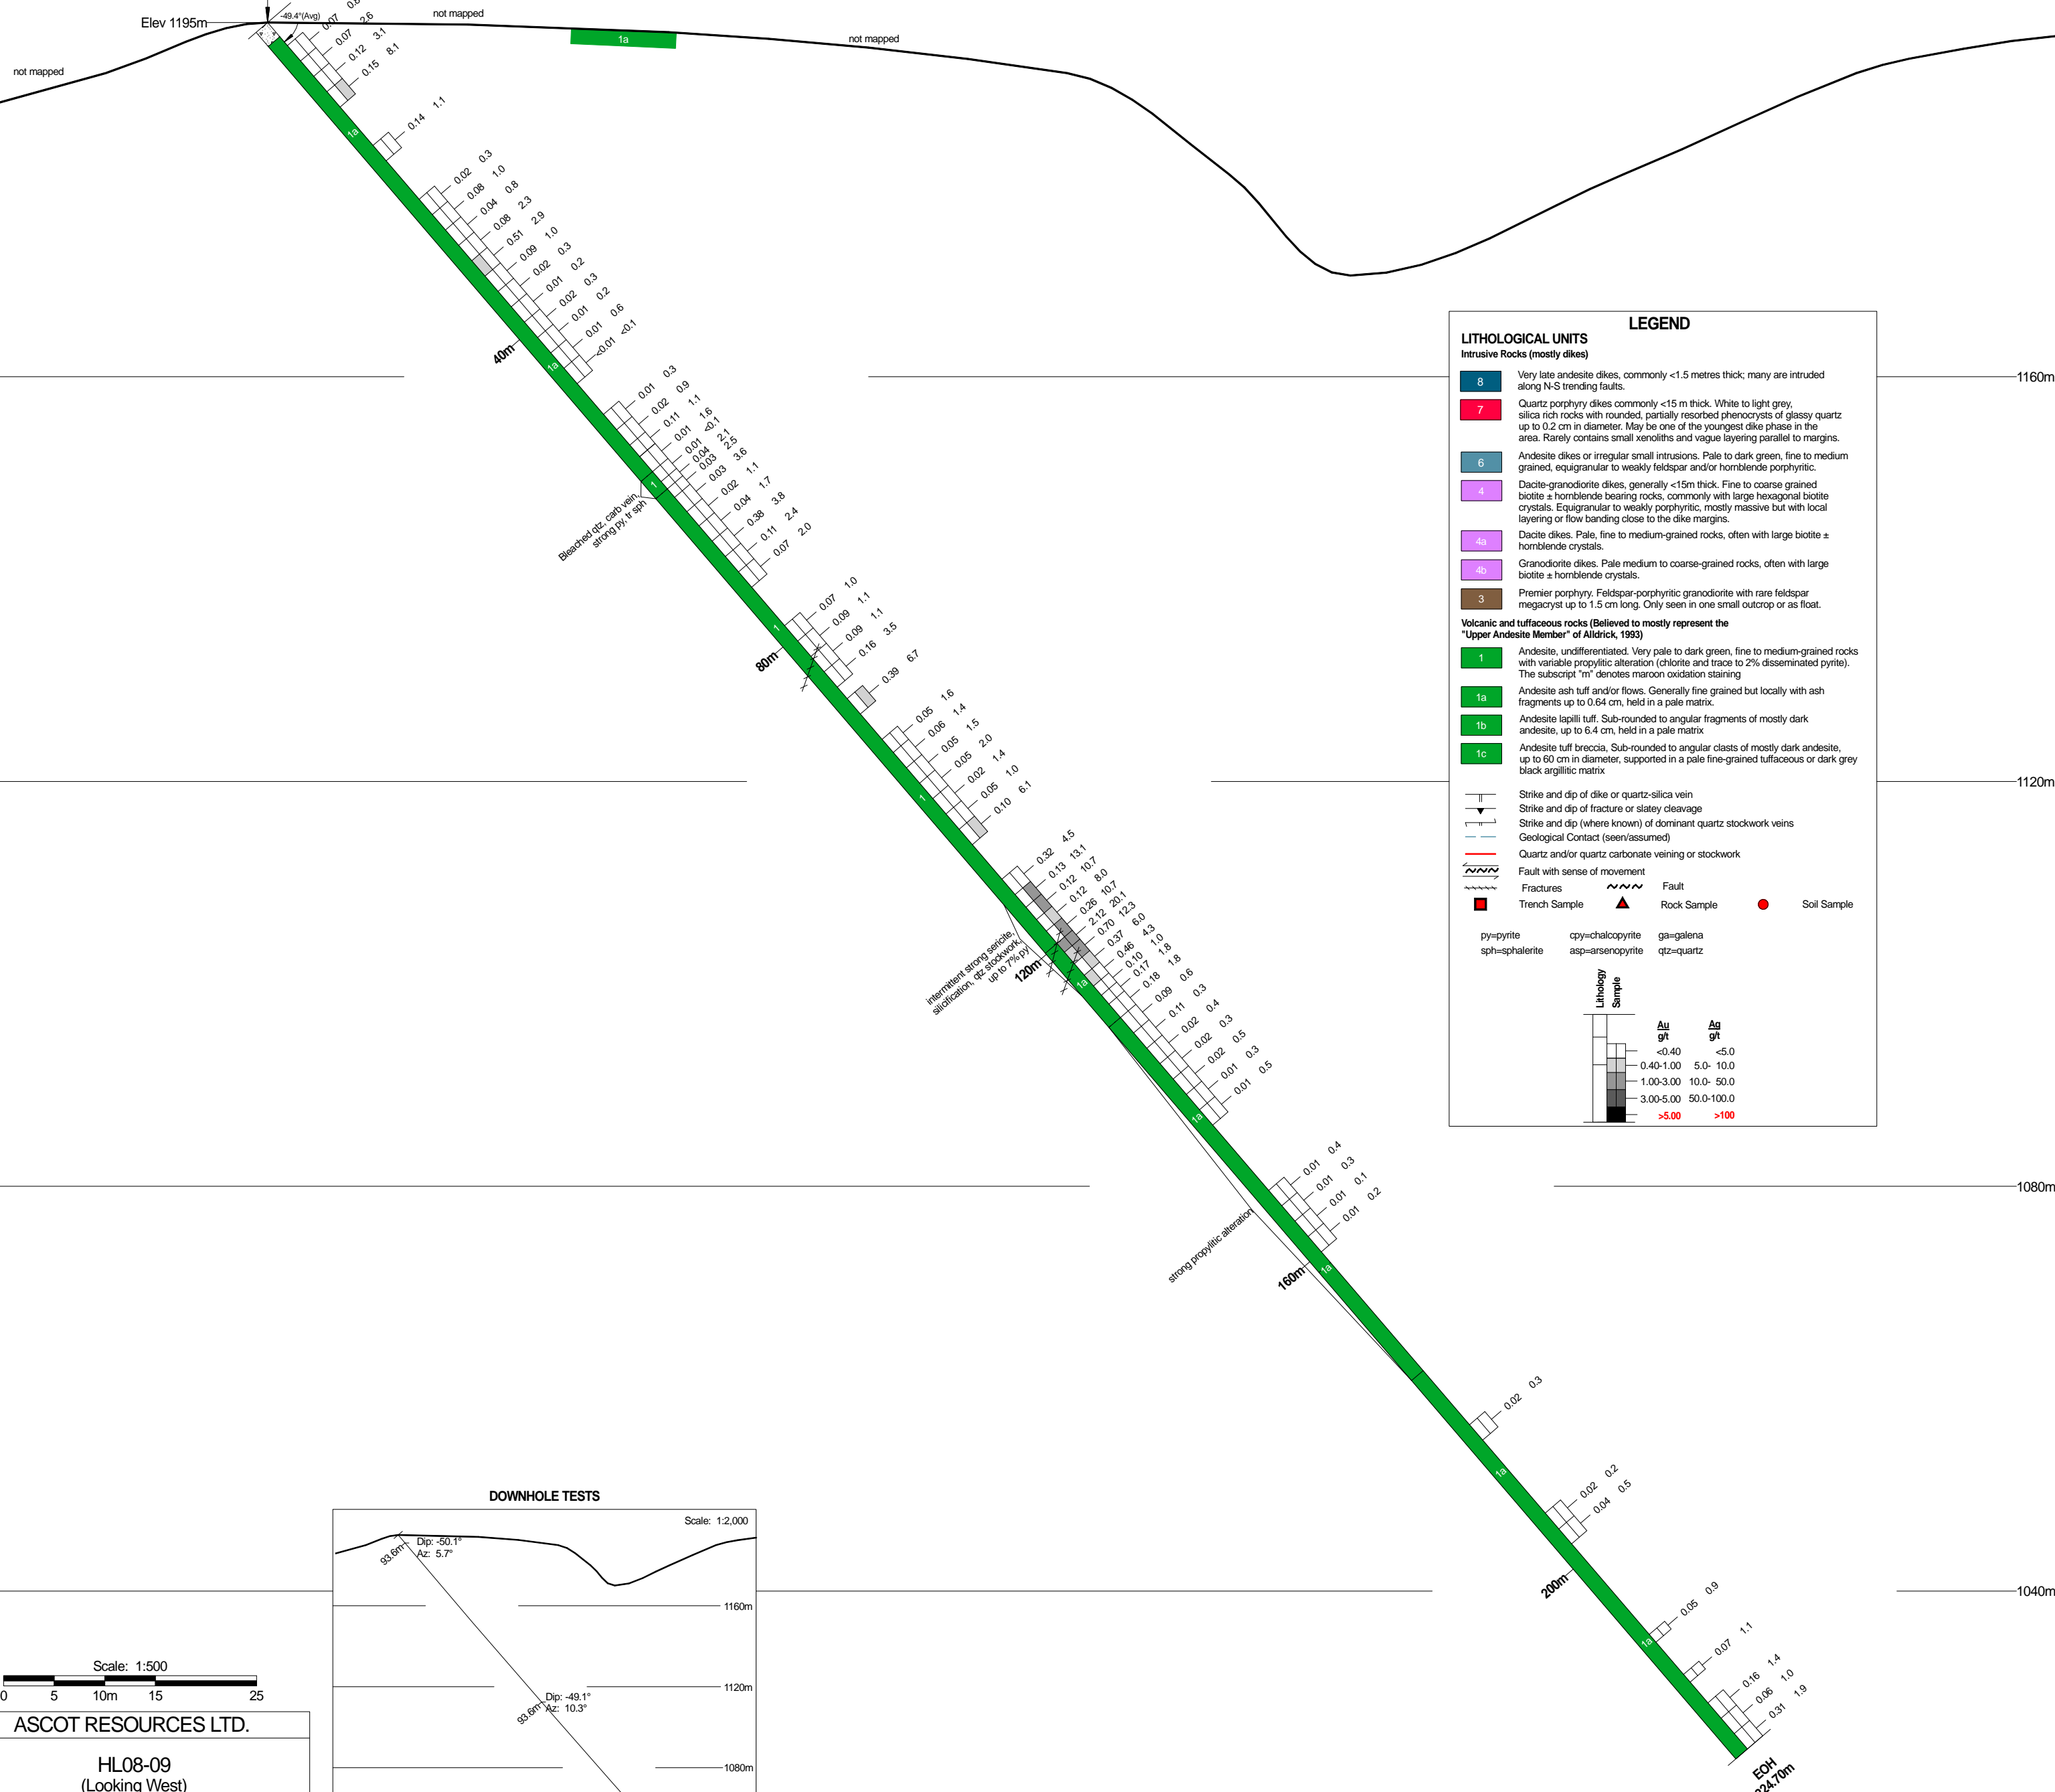 Elev 1195m
-49.4°(Avg)
not mapped
1a
not mapped
not mapped
0.07
0.07 2.6
0.12 3.1
0.15 8.1
1a
0.14 1.1
0.02 0.3
0.08 1.0
0.04 0.8
0.08 2.3
0.51 2.9
0.09 1.0
0.02 0.3
0.01 0.2
0.02 0.3
0.01 0.2
0.01 0.6
<0.01 <0.1
40m
1a
0.01 0.3
0.02 0.9
0.11 1.1
0.01 1.6
0.01 <0.1
0.04 2.1
0.03 2.5
0.03 3.6
0.02 1.1
0.04 1.7
0.38 3.8
0.11 2.4
0.07 2.0
1
Bleached qtz, carb vein,
strong py, tr sph
1
80m
0.07 1.0
0.09 1.1
0.09 1.1
0.16 3.5
0.39 6.7
0.05 1.6
0.06 1.4
0.05 1.5
0.05 2.0
0.02 1.4
0.05 1.0
0.10 6.1
1
0.32 4.5
0.13 13.1
0.12 10.7
0.12 8.0
0.26 10.7
2.12 20.1
0.70 12.3
0.37 6.0
0.46 4.3
0.10 1.0
0.17 1.8
0.18 1.8
0.09 0.6
0.11 0.3
0.02 0.4
0.02 0.3
0.02 0.5
0.01 0.3
0.01 0.5
intermittent strong sericite,
silicification, qtz stockwork,
up to 7% py
120m
1a
1a
0.01 0.4
0.01 0.3
0.01 0.1
0.01 0.2
strong propylitic alteration
160m
1a
0.02 0.3
1a
0.02 0.2
0.04 0.5
200m
0.05 0.9
1a
0.07 1.1
0.16 1.4
0.06 1.0
0.31 1.9
EOH
24.70m
1160m
1120m
1080m
1040m
LEGEND
LITHOLOGICAL UNITS
Intrusive Rocks (mostly dikes)
8 Very late andesite dikes, commonly <1.5 metres thick; many are intruded
along N-S trending faults.
7 Quartz porphyry dikes commonly <15 m thick. White to light grey,
silica rich rocks with rounded, partially resorbed phenocrysts of glassy quartz
up to 0.2 cm in diameter. May be one of the youngest dike phase in the
area. Rarely contains small xenoliths and vague layering parallel to margins.
6 Andesite dikes or irregular small intrusions. Pale to dark green, fine to medium
grained, equigranular to weakly feldspar and/or hornblende porphyritic.
4 Dacite-granodiorite dikes, generally <15m thick. Fine to coarse grained
biotite ± hornblende bearing rocks, commonly with large hexagonal biotite
crystals. Equigranular to weakly porphyritic, mostly massive but with local
layering or flow banding close to the dike margins.
4a Dacite dikes. Pale, fine to medium-grained rocks, often with large biotite ±
hornblende crystals.
4b Granodiorite dikes. Pale medium to coarse-grained rocks, often with large
biotite ± hornblende crystals.
3 Premier porphyry. Feldspar-porphyritic granodiorite with rare feldspar
megacryst up to 1.5 cm long. Only seen in one small outcrop or as float.
Volcanic and tuffaceous rocks (Believed to mostly represent the
"Upper Andesite Member" of Alldrick, 1993)
1 Andesite, undifferentiated. Very pale to dark green, fine to medium-grained rocks
with variable propylitic alteration (chlorite and trace to 2% disseminated pyrite).
The subscript "m" denotes maroon oxidation staining
1a Andesite ash tuff and/or flows. Generally fine grained but locally with ash
fragments up to 0.64 cm, held in a pale matrix.
1b Andesite lapilli tuff. Sub-rounded to angular fragments of mostly dark
andesite, up to 6.4 cm, held in a pale matrix
1c Andesite tuff breccia, Sub-rounded to angular clasts of mostly dark andesite,
up to 60 cm in diameter, supported in a pale fine-grained tuffaceous or dark grey
black argillitic matrix
Strike and dip of dike or quartz-silica vein
Strike and dip of fracture or slatey cleavage
Strike and dip (where known) of dominant quartz stockwork veins
Geological Contact (seen/assumed)
Quartz and/or quartz carbonate veining or stockwork
Fault with sense of movement
Fractures Fault
Trench Sample Rock Sample Soil Sample
py=pyrite cpy=chalcopyrite ga=galena
sph=sphalerite asp=arsenopyrite qtz=quartz
Lithology
Sample
Au Ag
g/t g/t
<0.40 <5.0
0.40-1.00 5.0- 10.0
1.00-3.00 10.0- 50.0
3.00-5.00 50.0-100.0
>5.00 >100
DOWNHOLE TESTS
Scale: 1:2,000
93.6m
Dip: -50.1°
Az: 5.7°
1160m
1120m
93.6m
Dip: -49.1°
Az: 10.3°
1080m
Scale: 1:500
0 5 10m 15 25
ASCOT RESOURCES LTD.
HL08-09
(Looking West)